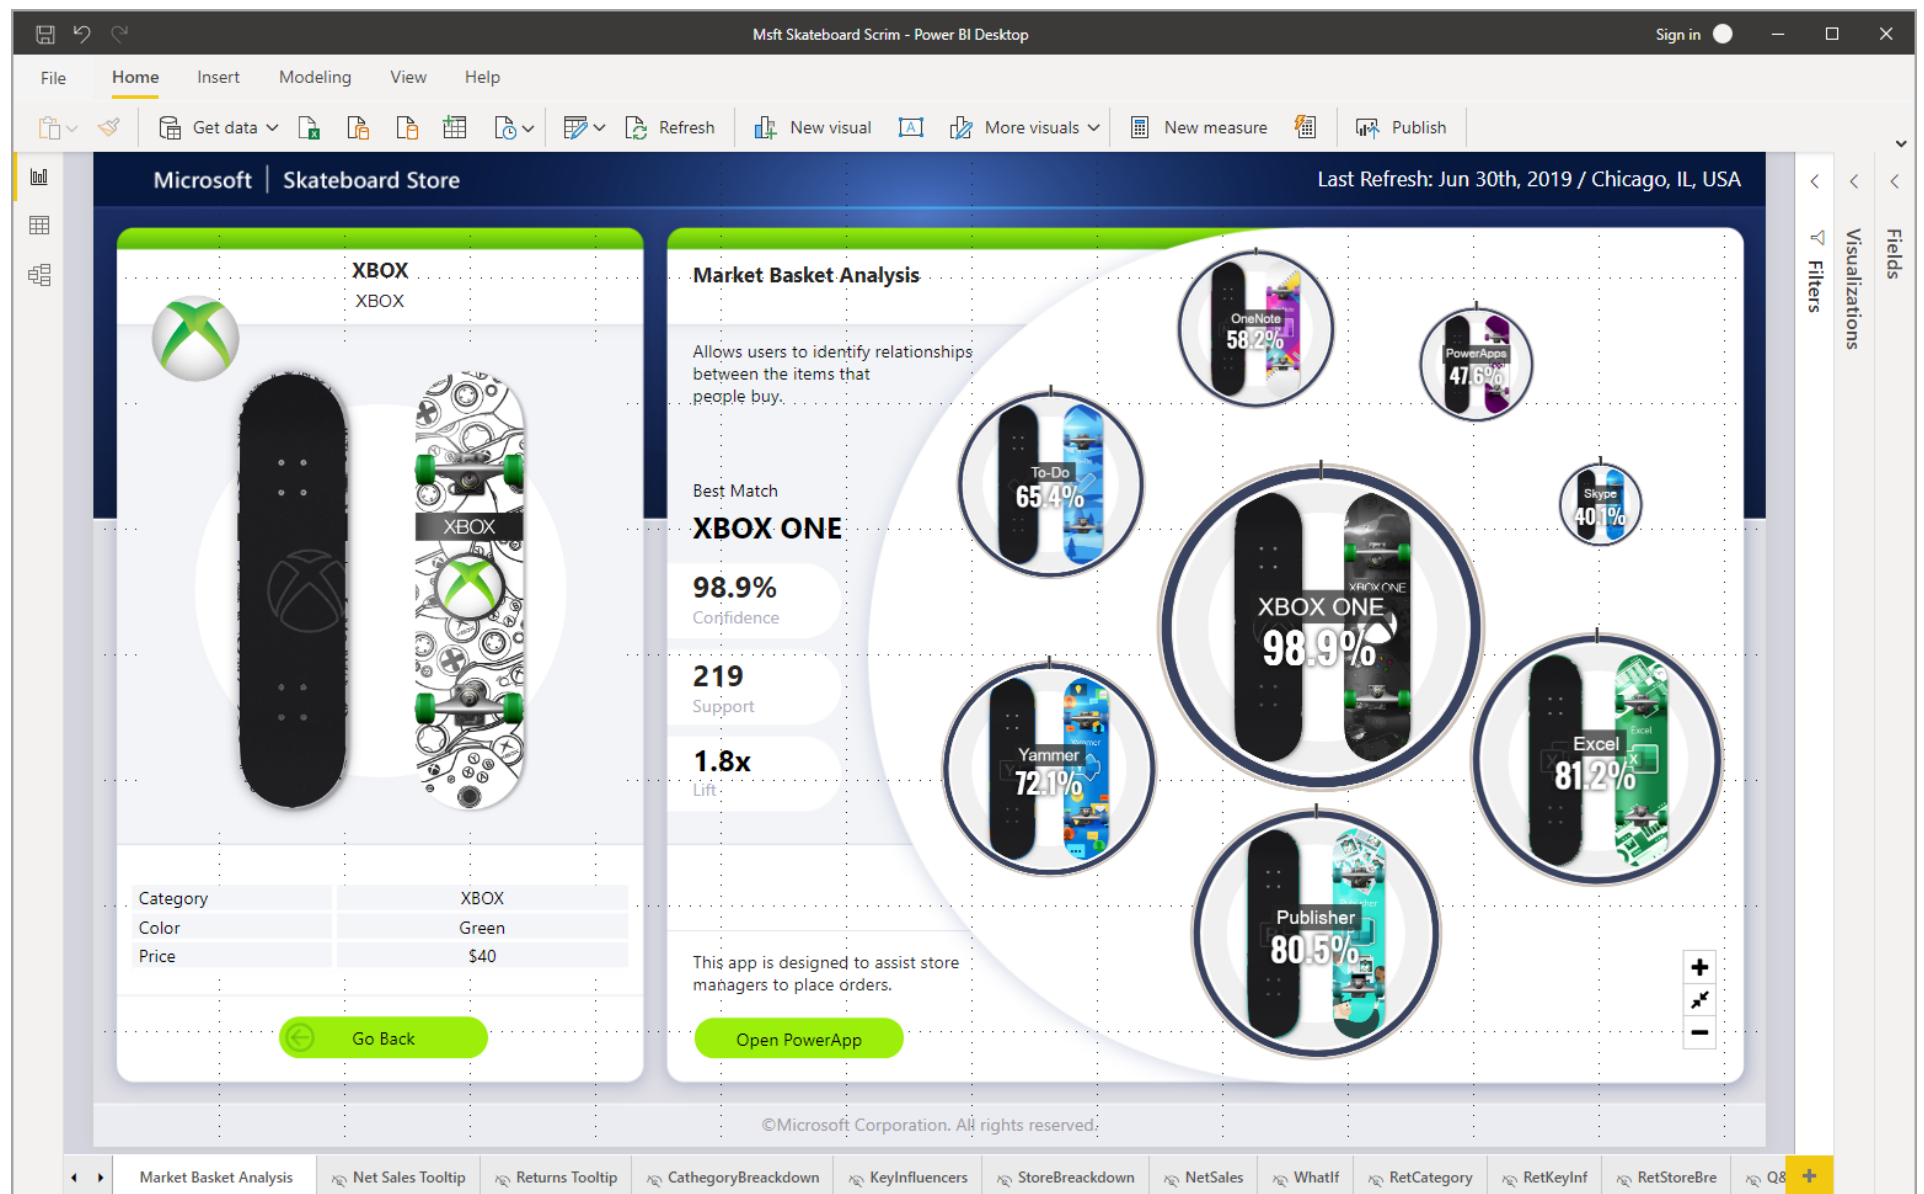 Msft Skateboard Scrim - Power BI Desktop
Sign in
File
Home
Insert
Modeling
View
Help
Get data
Refresh
New visual
More visuals
New measure
Publish
Microsoft | Skateboard Store
Last Refresh: Jun 30th, 2019 / Chicago, IL, USA
XBOX
XBOX
XBOX
Category XBOX
Color Green
Price $40
Go Back
Market Basket Analysis
Allows users to identify relationships
between the items that
people buy.
Best Match
XBOX ONE
98.9%
Confidence
219
Support
1.8x
Lift
This app is designed to assist store
managers to place orders.
Open PowerApp
OneNote
58.2%
PowerApps
47.6%
To-Do
65.4%
Skype
40.1%
XBOX ONE
XBOX ONE
98.9%
Yammer
Yammer
72.1%
Excel
Excel
81.2%
Publisher
80.5%
Filters
Visualizations
Fields
©Microsoft Corporation. All rights reserved.
Market Basket Analysis
Net Sales Tooltip
Returns Tooltip
CathegoryBreakdown
KeyInfluencers
StoreBreakdown
NetSales
WhatIf
RetCategory
RetKeyInf
RetStoreBre
Q&